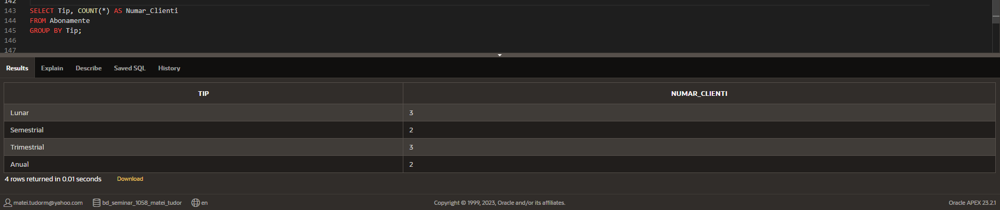 142
143 SELECT Tip, COUNT(*) AS Numar_Clienti
144 FROM Abonamente
145 GROUP BY Tip;
146
147
Results Explain Describe Saved SQL History
TIP NUMAR_CLIENTI
Lunar 3
Semestrial 2
Trimestrial 3
Anual 2
4 rows returned in 0.01 seconds Download
matei.tudorm@yahoo.com bd_seminar_1058_matei_tudor en Copyright © 1999, 2023, Oracle and/or its affiliates. Oracle APEX 23.2.1